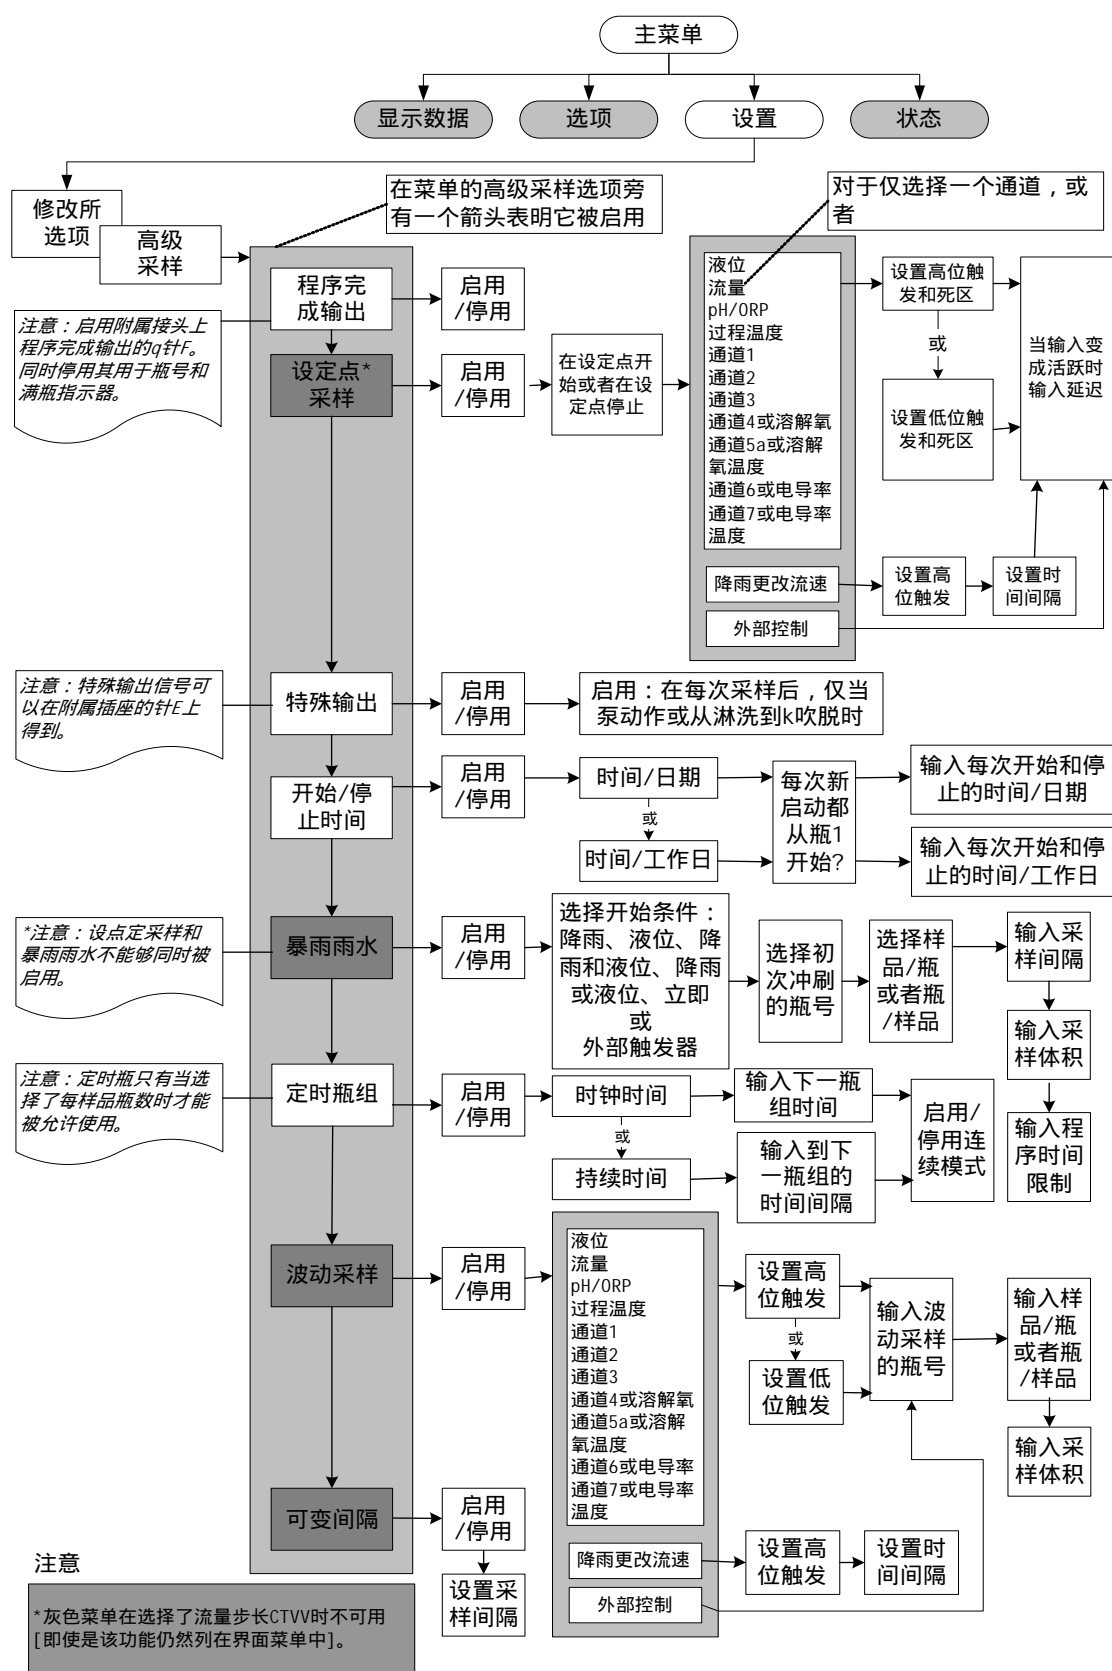 主菜单
显示数据
选项
设置
状态
修改所
选项
高级
采样
在菜单的高级采样选项旁
有一个箭头表明它被启用
对于仅选择一个通道，或
者
程序完
成输出
启用
/停用
注意：启用附属接头上
程序完成输出的q针F。
同时停用其用于瓶号和
满瓶指示器。
设定点*
采样
启用
/停用
在设定点开
始或者在设
定点停止
液位
流量
pH/ORP
过程温度
通道1
通道2
通道3
通道4或溶解氧
通道5a或溶解
氧温度
通道6或电导率
通道7或电导率
温度
设置高位触
发和死区
或
设置低位触
发和死区
当输入变
成活跃时
输入延迟
降雨更改流速
设置高
位触发
设置时
间间隔
外部控制
注意：特殊输出信号可
以在附属插座的针E上
得到。
特殊输出
启用
/停用
启用：在每次采样后，仅当
泵动作或从淋洗到k吹脱时
开始/停
止时间
启用
/停用
时间/日期
或
时间/工作日
每次新
启动都
从瓶1
开始?
输入每次开始和停
止的时间/日期
输入每次开始和停
止的时间/工作日
*注意：设点定采样和
暴雨雨水不能够同时被
启用。
暴雨雨水
启用
/停用
选择开始条件：
降雨、液位、降
雨和液位、降雨
或液位、立即
或
外部触发器
选择初
次冲刷
的瓶号
选择样
品/瓶
或者瓶
/样品
输入采
样间隔
输入采
样体积
输入程
序时间
限制
注意：定时瓶只有当选
择了每样品瓶数时才能
被允许使用。
定时瓶组
启用
/停用
时钟时间
或
持续时间
输入下一瓶
组时间
输入到下
一瓶组的
时间间隔
启用/
停用连
续模式
波动采样
启用
/停用
液位
流量
pH/ORP
过程温度
通道1
通道2
通道3
通道4或溶解氧
通道5a或溶解
氧温度
通道6或电导率
通道7或电导率
温度
设置高
位触发
或
设置低
位触发
输入波
动采样
的瓶号
输入样
品/瓶
或者瓶
/样品
输入采
样体积
降雨更改流速
设置高
位触发
设置时
间间隔
外部控制
可变间隔
启用
/停用
设置采
样间隔
注意
*灰色菜单在选择了流量步长CTVV时不可用
[即使是该功能仍然列在界面菜单中]。